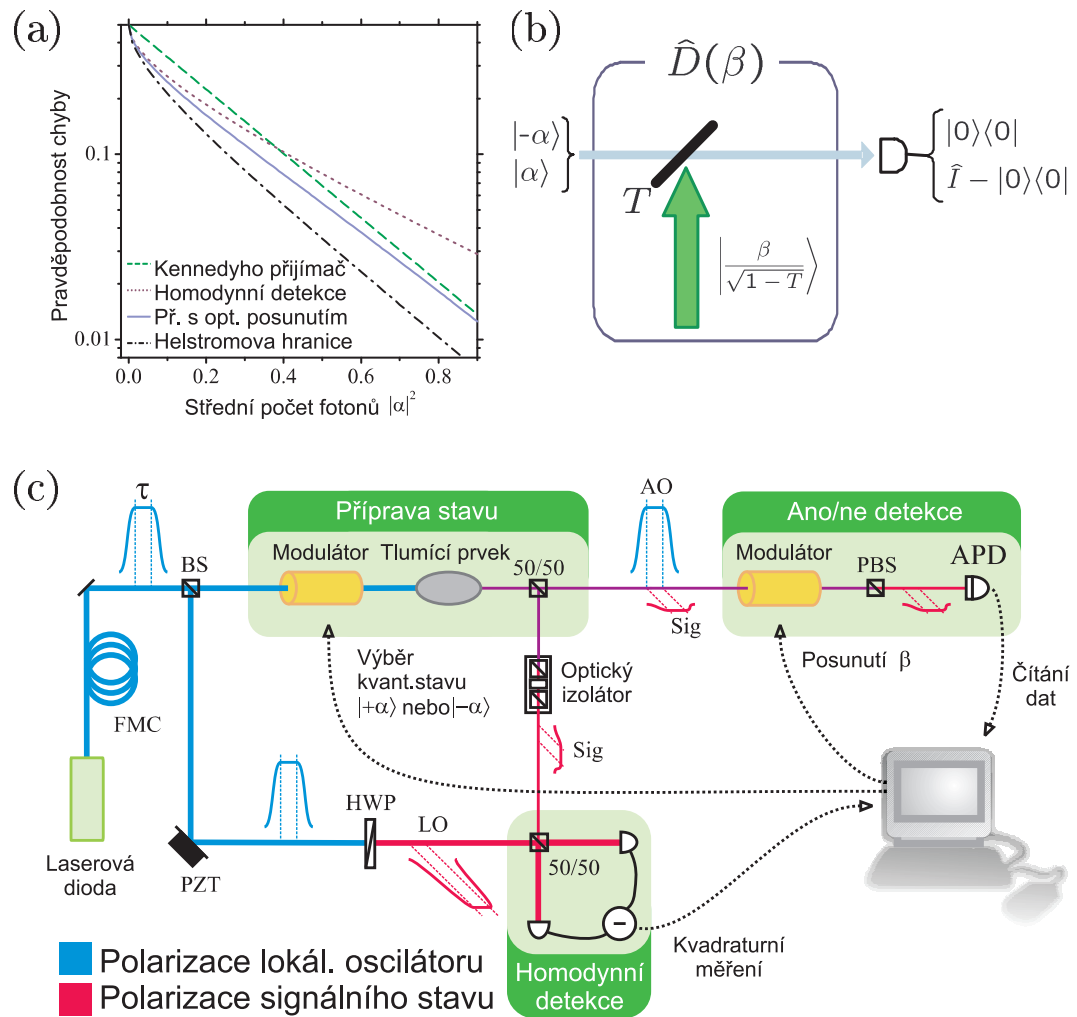 (a)
Pravděpodobnost chyby
0.1
0.01
Kennedyho přijímač
Homodynní detekce
Př. s opt. posunutím
Helstromova hranice
0.0 0.2 0.4 0.6 0.8
Střední počet fotonů |α|²
(b)
D̂(β)
|-α⟩
|α⟩
T
|β/√(1 − T)⟩
|0⟩⟨0|
Î − |0⟩⟨0|
(c)
τ
BS
FMC
Laserová
dioda
PZT
Příprava stavu
Modulátor
Tlumící prvek
50/50
Výběr
kvant.stavu
|+α⟩ nebo|-α⟩
Optický
izolátor
Sig
AO
Sig
Ano/ne detekce
Modulátor
PBS
APD
Posunutí β
Čítání
dat
HWP
LO
50/50
−
Homodynní
detekce
Kvadraturní
měření
Polarizace lokál. oscilátoru
Polarizace signálního stavu